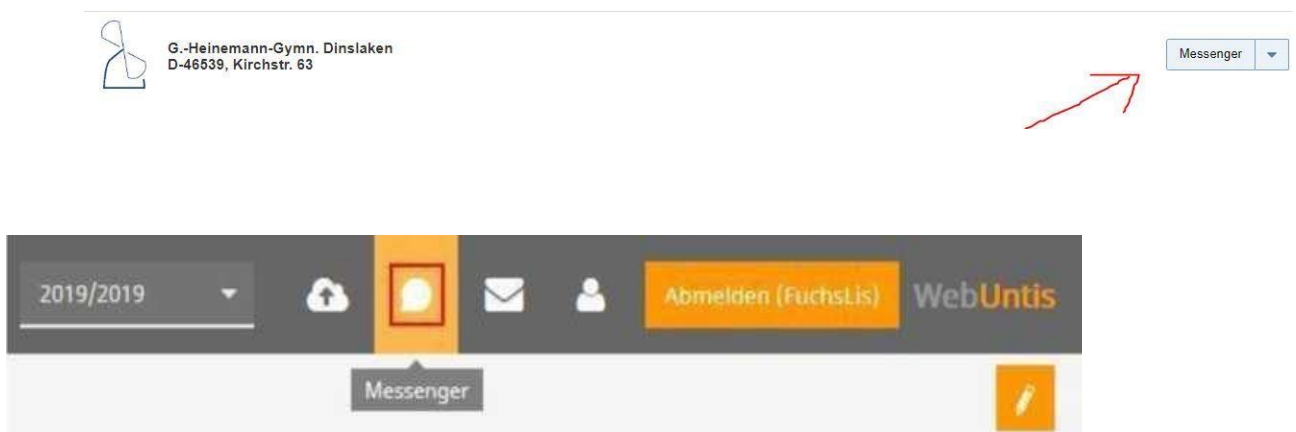 G.-Heinemann-Gymn. Dinslaken
D-46539, Kirchstr. 63
Messenger
2019/2019
Abmelden (FuchsLis)
WebUntis
Messenger